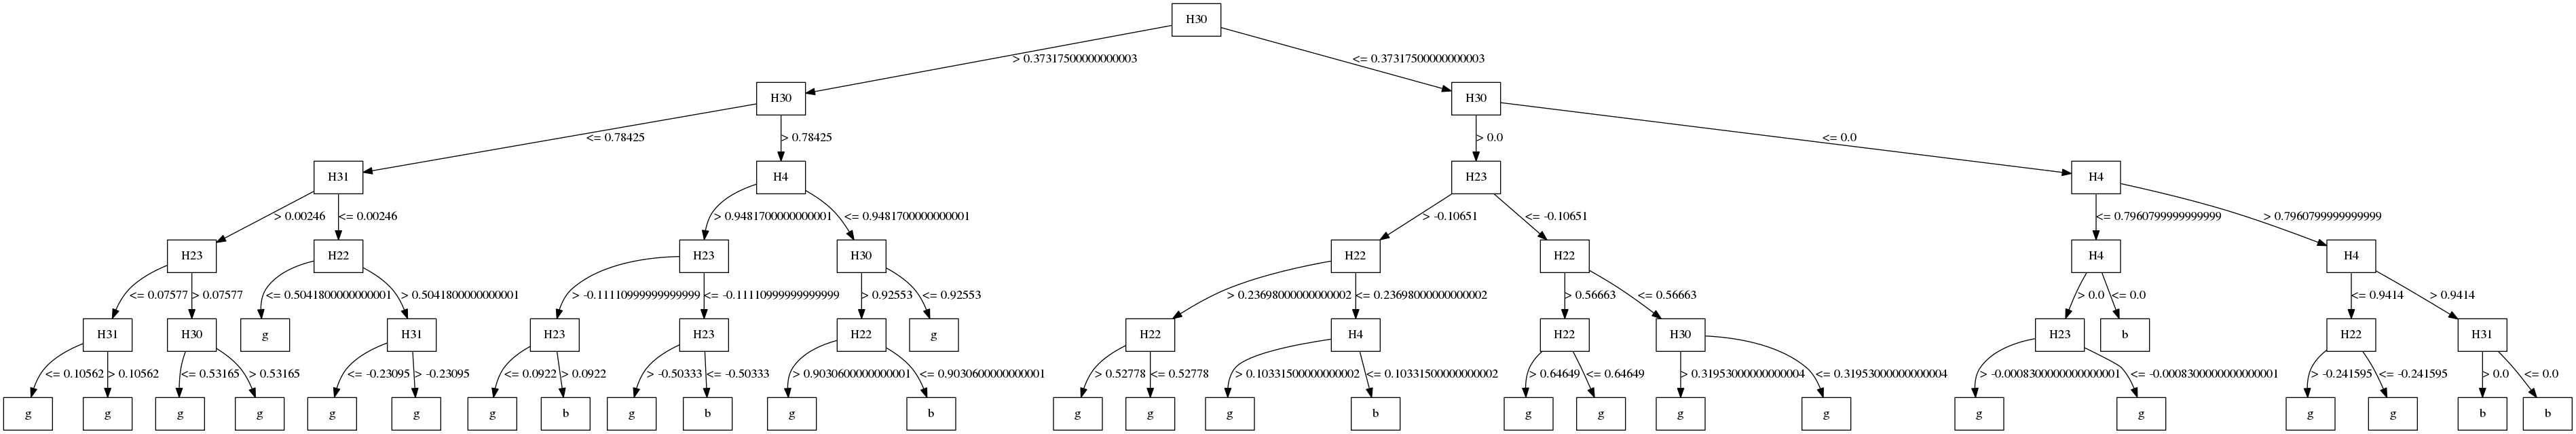 H30
> 0.37317500000000003
<= 0.37317500000000003
H30
H30
<= 0.78425
> 0.78425
> 0.0
<= 0.0
H31
H4
H23
H4
> 0.00246
<= 0.00246
> 0.9481700000000001
<= 0.9481700000000001
> -0.10651
<= -0.10651
<= 0.7960799999999999
> 0.7960799999999999
H23
H22
H23
H30
H22
H22
H4
H4
<= 0.07577
> 0.07577
<= 0.5041800000000001
> 0.5041800000000001
> -0.11110999999999999
<= -0.11110999999999999
> 0.92553
<= 0.92553
> 0.23698000000000002
<= 0.23698000000000002
> 0.56663
<= 0.56663
> 0.0
<= 0.0
<= 0.9414
> 0.9414
H31
H30
g
H31
H23
H23
H22
g
H22
H4
H22
H30
H23
b
H22
H31
<= 0.10562
> 0.10562
<= 0.53165
> 0.53165
<= -0.23095
> -0.23095
<= 0.0922
> 0.0922
> -0.50333
<= -0.50333
> 0.9030600000000001
<= 0.9030600000000001
> 0.52778
<= 0.52778
> 0.10331500000000002
<= 0.10331500000000002
> 0.64649
<= 0.64649
> 0.31953000000000004
<= 0.31953000000000004
> -0.0008300000000000001
<= -0.0008300000000000001
> -0.241595
<= -0.241595
> 0.0
<= 0.0
g
g
g
g
g
g
g
b
g
b
g
b
g
g
g
b
g
g
g
g
g
g
g
g
b
b